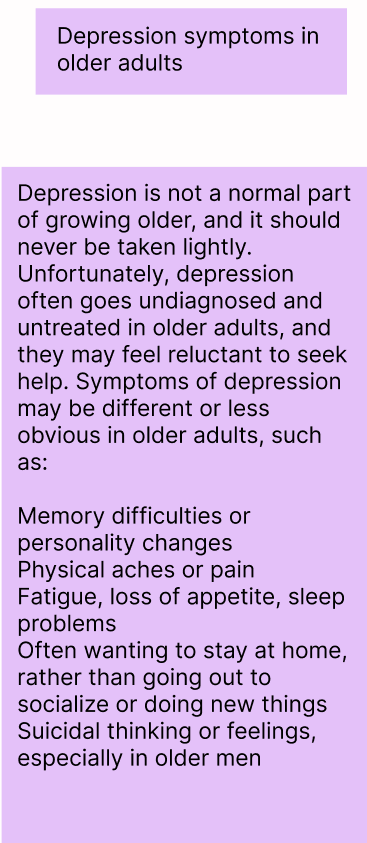 Depression symptoms in
older adults
Depression is not a normal part
of growing older, and it should
never be taken lightly.
Unfortunately, depression
often goes undiagnosed and
untreated in older adults, and
they may feel reluctant to seek
help. Symptoms of depression
may be different or less
obvious in older adults, such
as:
Memory difficulties or
personality changes
Physical aches or pain
Fatigue, loss of appetite, sleep
problems
Often wanting to stay at home,
rather than going out to
socialize or doing new things
Suicidal thinking or feelings,
especially in older men